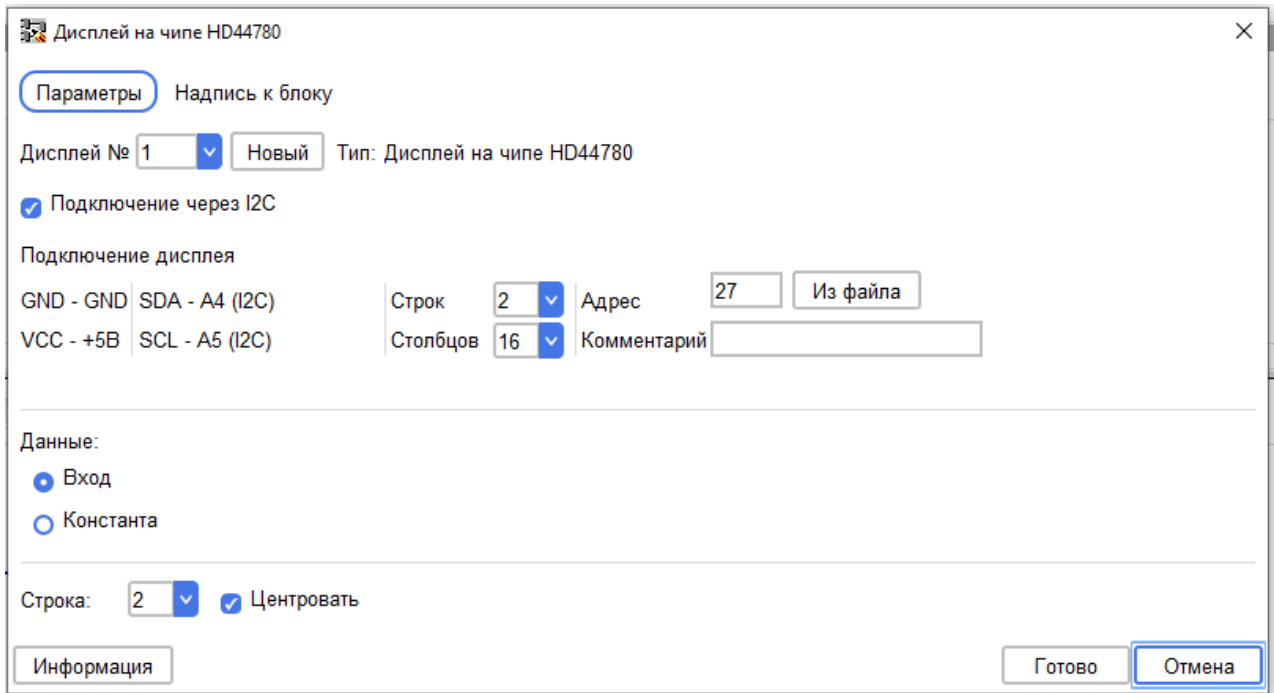 Дисплей на чипе HD44780
Параметры Надпись к блоку
Дисплей № 1 Новый Тип: Дисплей на чипе HD44780
Подключение через I2C
Подключение дисплея
GND - GND SDA - A4 (I2C) Строк 2 Адрес 27 Из файла
VCC - +5В SCL - A5 (I2C) Столбцов 16 Комментарий
Данные:
Вход
Константа
Строка: 2 Центровать
Информация Готово Отмена